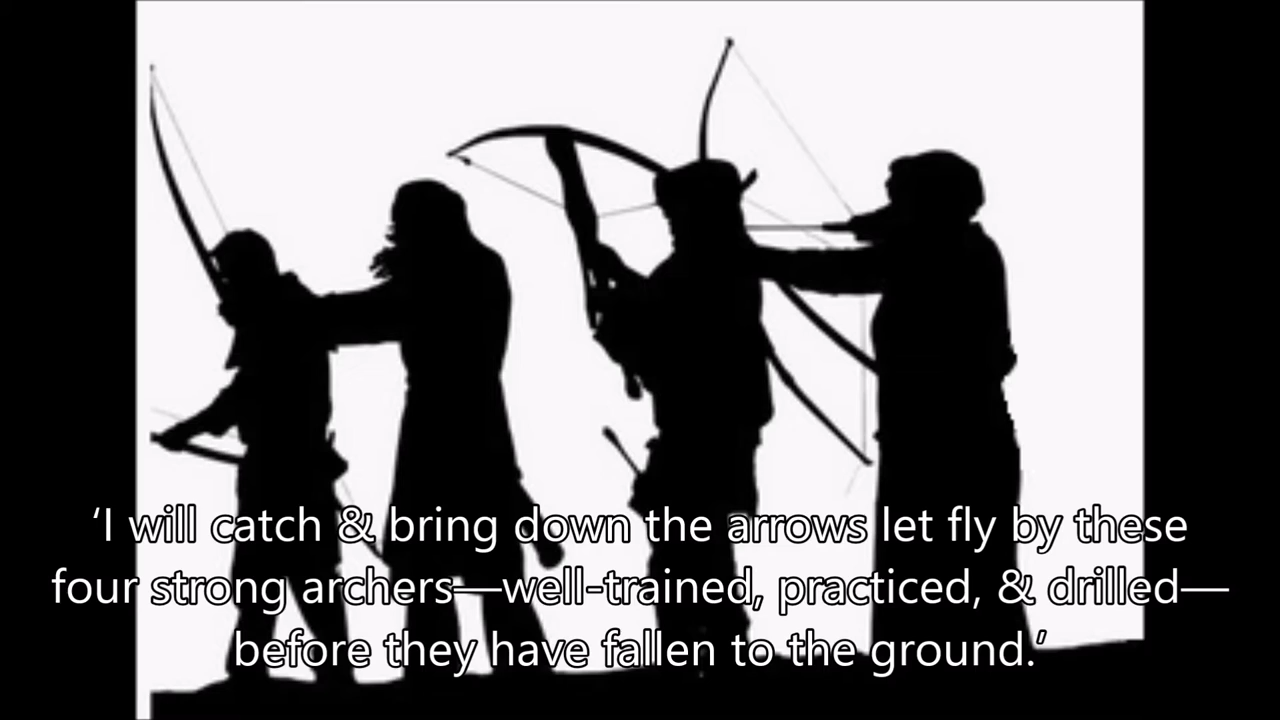 ‘I will catch & bring down the arrows let fly by these
four strong archers—well-trained, practiced, & drilled—
before they have fallen to the ground.’